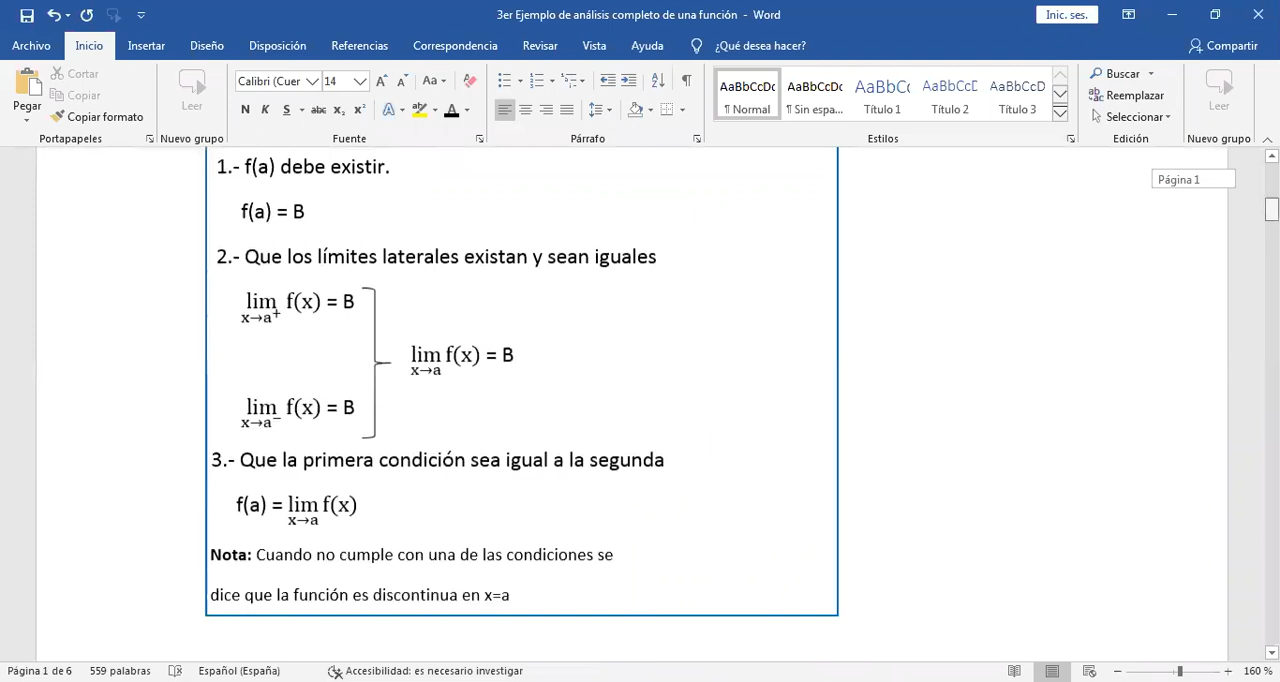 3er Ejemplo de análisis completo de una función - Word
Inic. ses.
Archivo Inicio Insertar Diseño Disposición Referencias Correspondencia Revisar Vista Ayuda ¿Qué desea hacer? Compartir
Pegar
Cortar
Copiar
Copiar formato
Portapapeles
Leer
Nuevo grupo
Calibri (Cuer 14
Fuente
Párrafo
AaBbCcDc AaBbCcDc AaBbCc AaBbCcD AaBbCcD
¶ Normal ¶ Sin espa... Título 1 Título 2 Título 3
Estilos
Buscar
Reemplazar
Seleccionar
Edición
Leer
Nuevo grupo
Página 1
1.- f(a) debe existir.
f(a) = B
2.- Que los límites laterales existan y sean iguales
lim f(x) = B
x→a⁺
lim f(x) = B
x→a
lim f(x) = B
x→a⁻
3.- Que la primera condición sea igual a la segunda
f(a) = lim f(x)
x→a
Nota: Cuando no cumple con una de las condiciones se
dice que la función es discontinua en x=a
Página 1 de 6 559 palabras Español (España) Accesibilidad: es necesario investigar 160 %